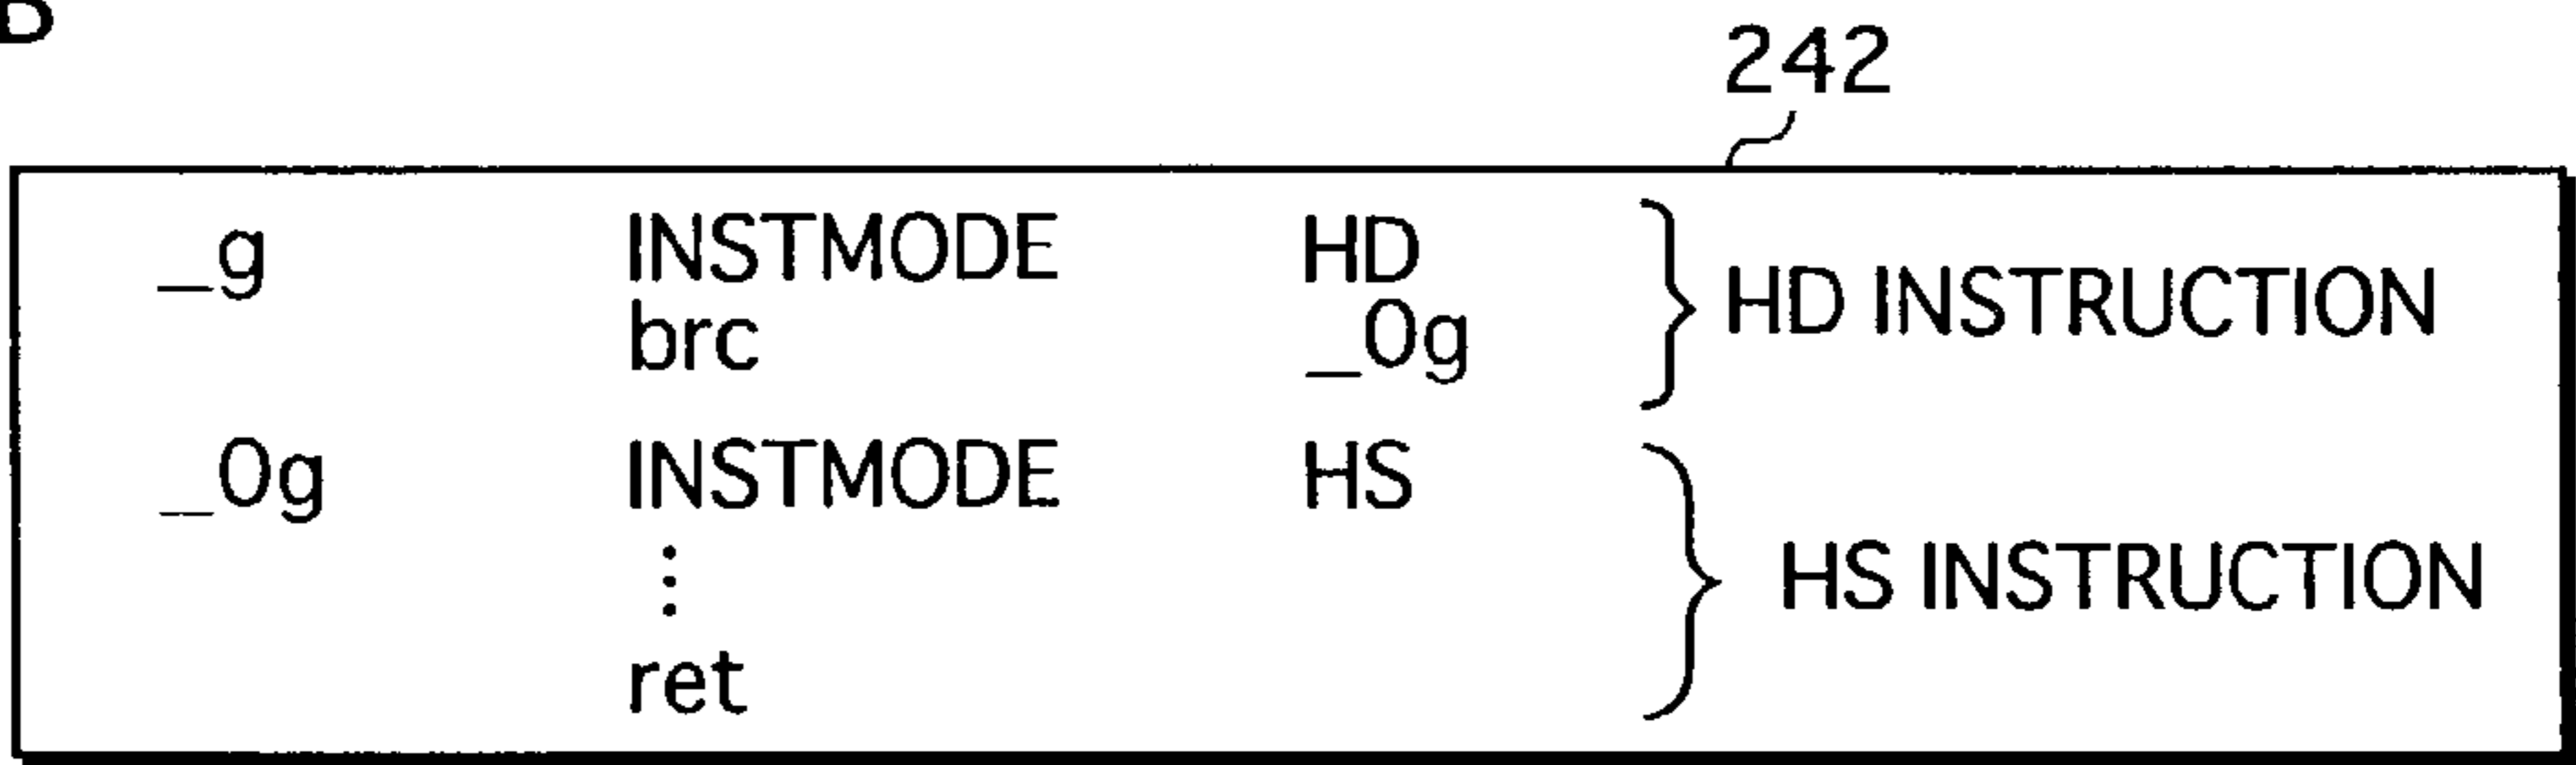 242
_g INSTMODE HD
brc _0g
HD INSTRUCTION
_0g INSTMODE HS
⋮
ret
HS INSTRUCTION